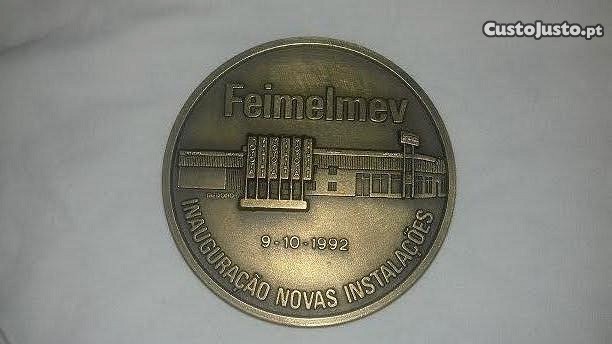 CustoJusto.pt
Feimelmev
9-10-1992
INAUGURAÇÃO NOVAS INSTALAÇÕES